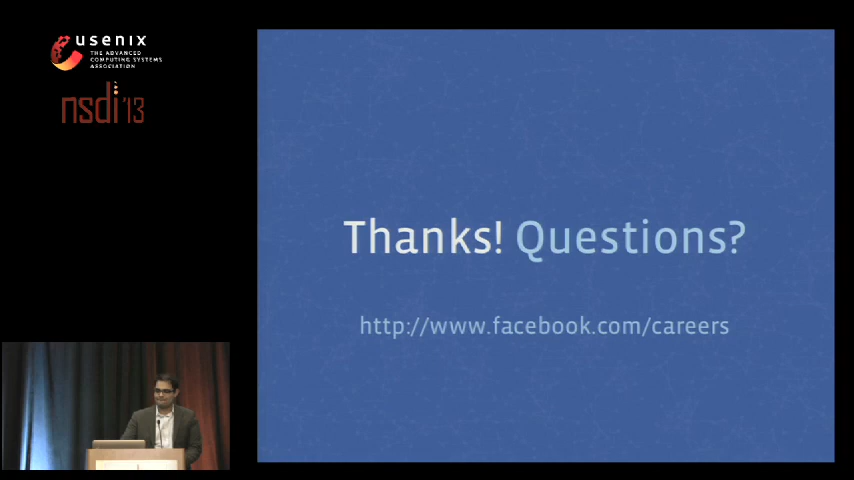 usenix
THE ADVANCED
COMPUTING SYSTEMS
ASSOCIATION
nsdi '13
Thanks! Questions?
http://www.facebook.com/careers